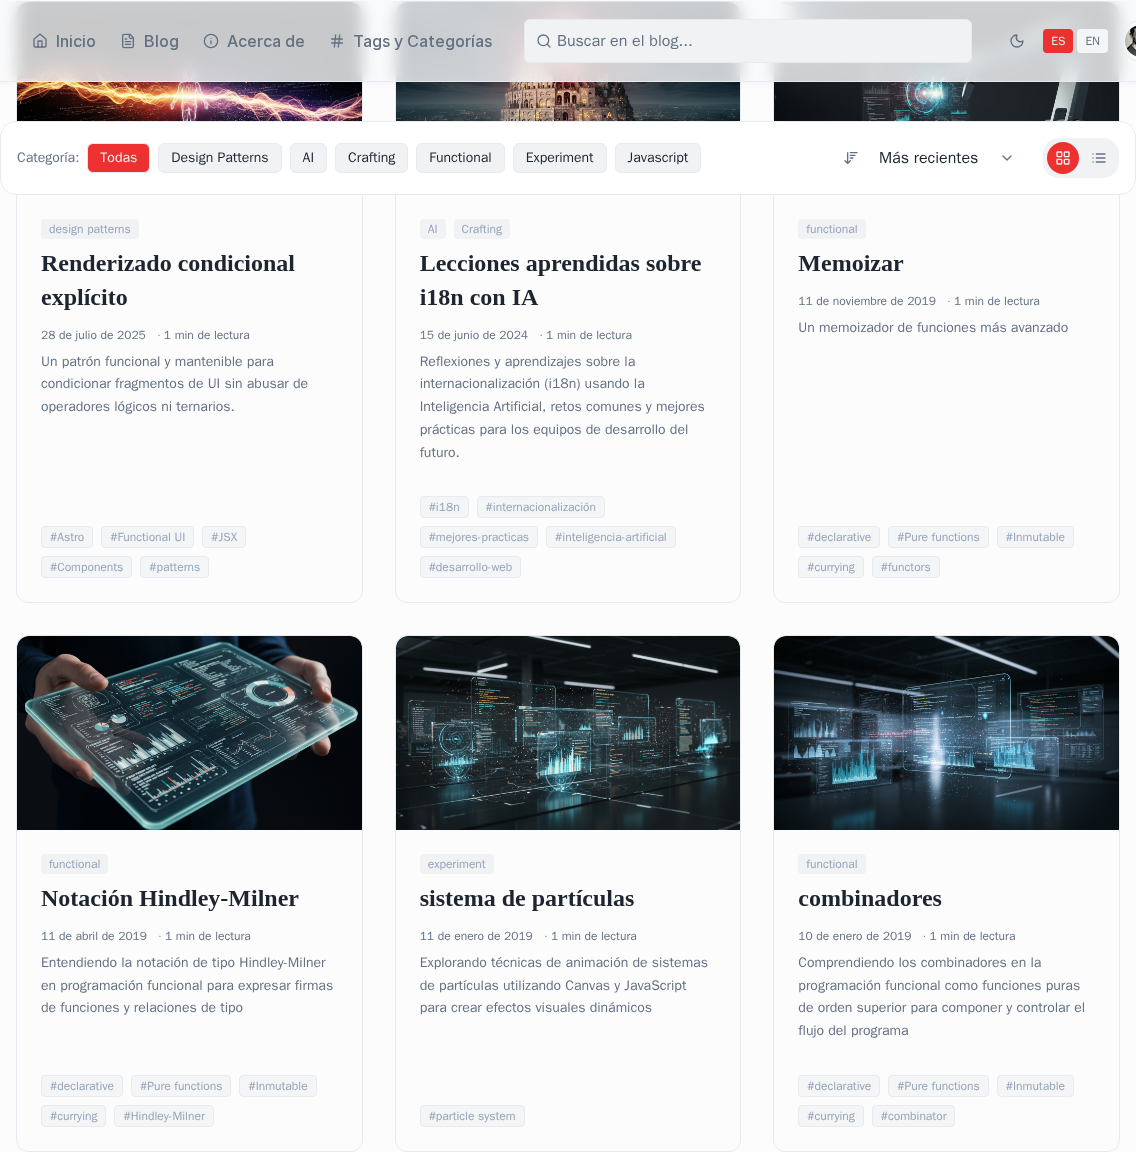 Inicio
Blog
Acerca de
Tags y Categorías
Buscar en el blog...
ES
EN
Categoría:
Todas
Design Patterns
AI
Crafting
Functional
Experiment
Javascript
Más recientes
design patterns
Renderizado condicional
explícito
28 de julio de 2025 · 1 min de lectura
Un patrón funcional y mantenible para
condicionar fragmentos de UI sin abusar de
operadores lógicos ni ternarios.
#Astro #Functional UI #JSX
#Components #patterns
AI Crafting
Lecciones aprendidas sobre
i18n con IA
15 de junio de 2024 · 1 min de lectura
Reflexiones y aprendizajes sobre la
internacionalización (i18n) usando la
Inteligencia Artificial, retos comunes y mejores
prácticas para los equipos de desarrollo del
futuro.
#i18n #internacionalización
#mejores-practicas #inteligencia-artificial
#desarrollo-web
functional
Memoizar
11 de noviembre de 2019 · 1 min de lectura
Un memoizador de funciones más avanzado
#declarative #Pure functions #Inmutable
#currying #functors
functional
Notación Hindley-Milner
11 de abril de 2019 · 1 min de lectura
Entendiendo la notación de tipo Hindley-Milner
en programación funcional para expresar firmas
de funciones y relaciones de tipo
#declarative #Pure functions #Inmutable
#currying #Hindley-Milner
experiment
sistema de partículas
11 de enero de 2019 · 1 min de lectura
Explorando técnicas de animación de sistemas
de partículas utilizando Canvas y JavaScript
para crear efectos visuales dinámicos
#particle system
functional
combinadores
10 de enero de 2019 · 1 min de lectura
Comprendiendo los combinadores en la
programación funcional como funciones puras
de orden superior para componer y controlar el
flujo del programa
#declarative #Pure functions #Inmutable
#currying #combinator